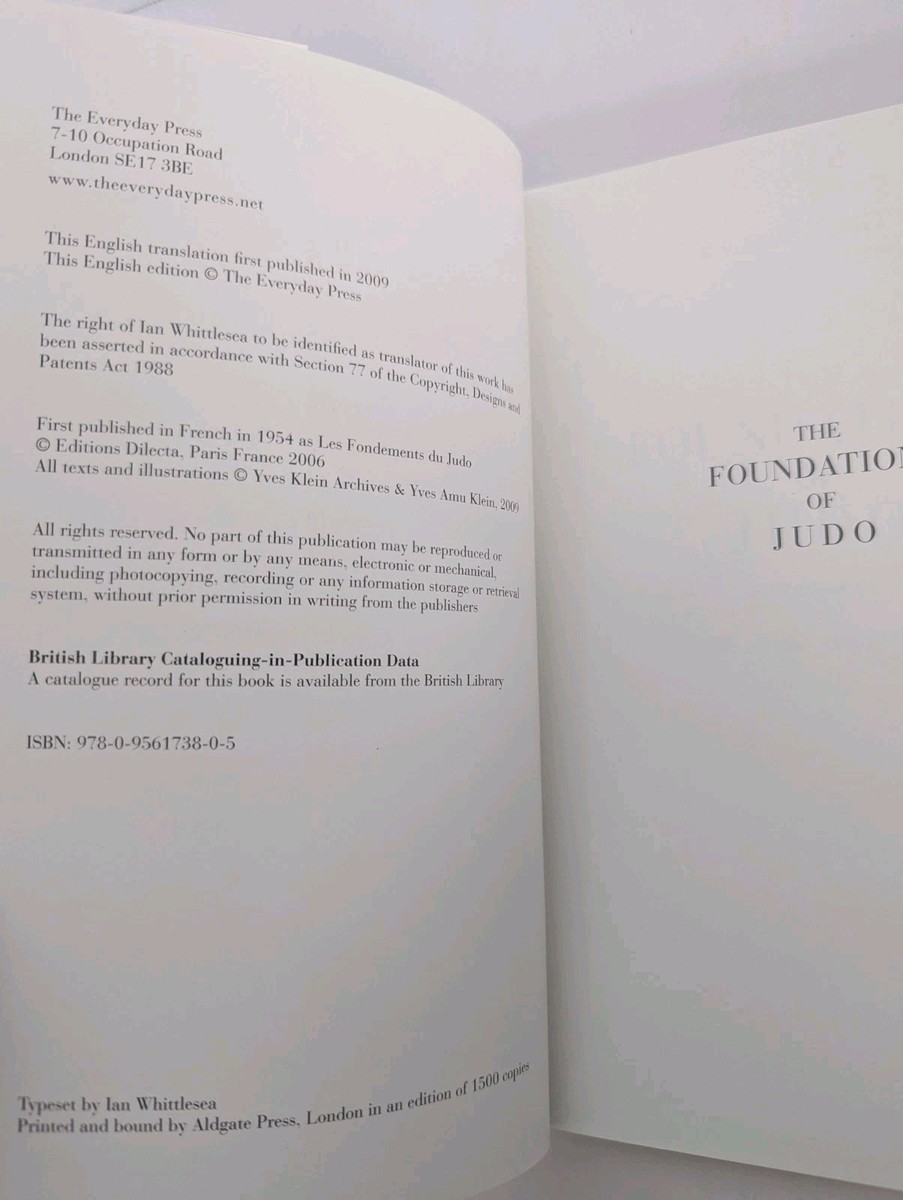 The Everyday Press
7-10 Occupation Road
London SE17 3BE
www.theeverydaypress.net
This English translation first published in 2009
This English edition © The Everyday Press
The right of Ian Whittlesea to be identified as translator of this work has
been asserted in accordance with Section 77 of the Copyright, Designs and
Patents Act 1988
First published in French in 1954 as Les Fondements du Judo
© Editions Dilecta, Paris France 2006
All texts and illustrations © Yves Klein Archives & Yves Amu Klein, 2009
All rights reserved. No part of this publication may be reproduced or
transmitted in any form or by any means, electronic or mechanical,
including photocopying, recording or any information storage or retrieval
system, without prior permission in writing from the publishers
British Library Cataloguing-in-Publication Data
A catalogue record for this book is available from the British Library
ISBN: 978-0-9561738-0-5
Typeset by Ian Whittlesea
Printed and bound by Aldgate Press, London in an edition of 1500 copies
THE
FOUNDATION
OF
JUDO